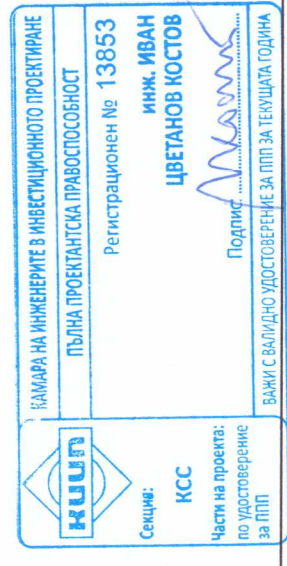 КАМАРА НА ИНЖЕНЕРИТЕ В ИНВЕСТИЦИОННОТО ПРОЕКТИРАНЕ
ПЪЛНА ПРОЕКТАНТСКА ПРАВОСПОСОБНОСТ
КИИП
Секция:
КСС
Части на проекта:
по удостоверение
за ППП
Регистрационен № 13853
инж. ИВАН
ЦВЕТАНОВ КОСТОВ
Подпис:
ВАЖИ С ВАЛИДНО УДОСТОВЕРЕНИЕ ЗА ППП ЗА ТЕКУЩАТА ГОДИНА